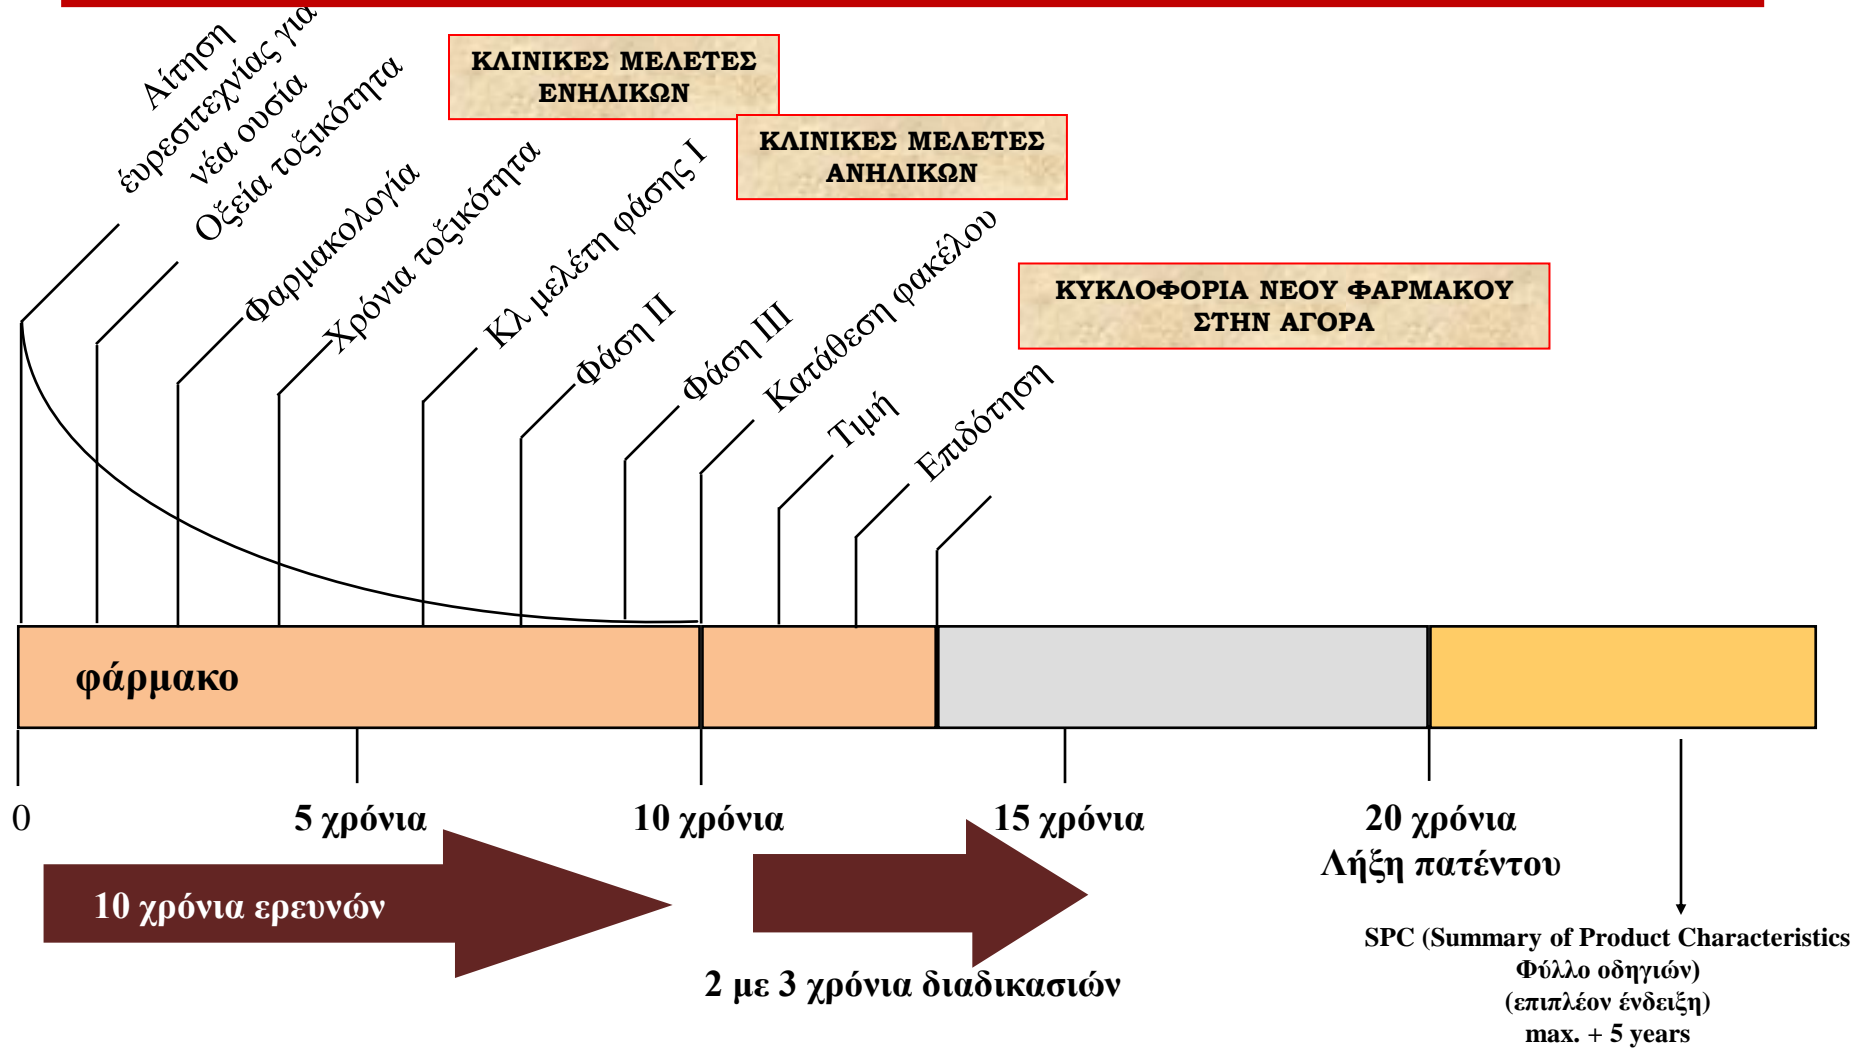 Αίτηση
έυρεσιτεχνίας για
νέα ουσία
Οξεία τοξικότητα
Φαρμακολογία
Χρόνια τοξικότητα
Κλ μελέτη φάσης I
Φάση II
Φάση III
Κατάθεση φακέλου
Τιμή
Επιδότηση
ΚΛΙΝΙΚΕΣ ΜΕΛΕΤΕΣ
ΕΝΗΛΙΚΩΝ
ΚΛΙΝΙΚΕΣ ΜΕΛΕΤΕΣ
ΑΝΗΛΙΚΩΝ
ΚΥΚΛΟΦΟΡΙΑ ΝΕΟΥ ΦΑΡΜΑΚΟΥ
ΣΤΗΝ ΑΓΟΡΑ
φάρμακο
0
5 χρόνια
10 χρόνια
15 χρόνια
20 χρόνια
Λήξη πατέντου
10 χρόνια ερευνών
2 με 3 χρόνια διαδικασιών
SPC (Summary of Product Characteristics
Φύλλο οδηγιών)
(επιπλέον ένδειξη)
max. + 5 years